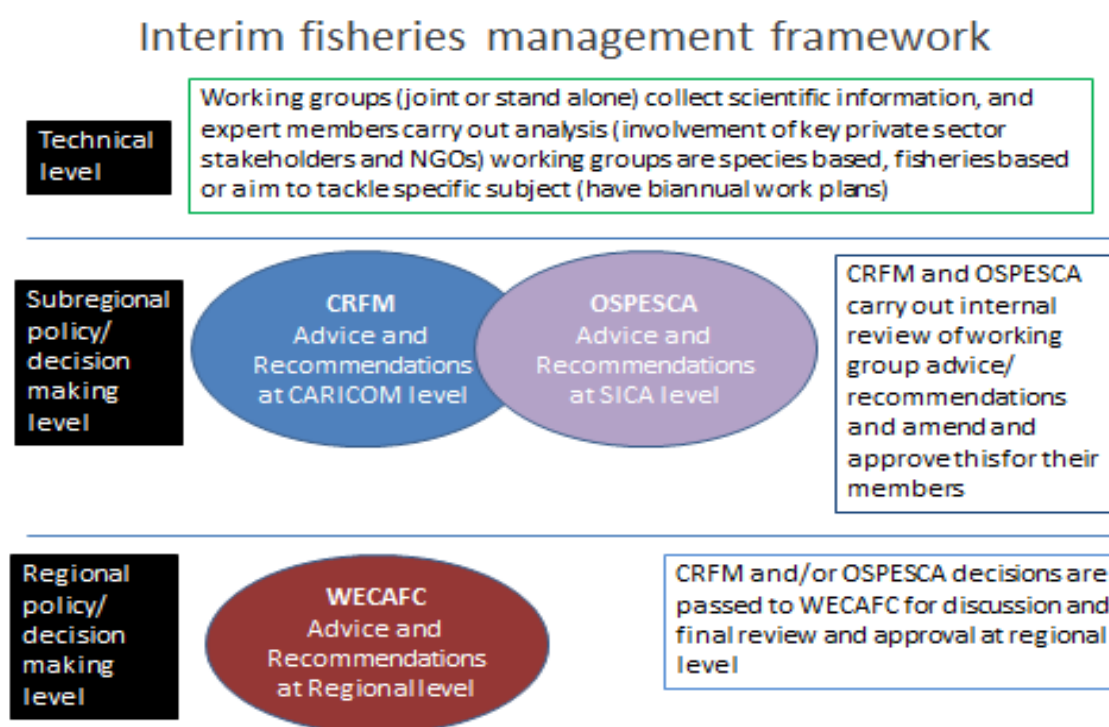 Interim fisheries management framework
Technical
level
Working groups (joint or stand alone) collect scientific information, and
expert members carry out analysis (involvement of key private sector
stakeholders and NGOs) working groups are species based, fisheries based
or aim to tackle specific subject (have biannual work plans)
Subregional
policy/
decision
making
level
CRFM
Advice and
Recommendations
at CARICOM level
OSPESCA
Advice and
Recommendations
at SICA level
CRFM and OSPESCA
carry out internal
review of working
group advice/
recommendations
and amend and
approve this for their
members
Regional
policy/
decision
making
level
WECAFC
Advice and
Recommendations
at Regional level
CRFM and/or OSPESCA decisions are
passed to WECAFC for discussion and
final review and approval at regional
level